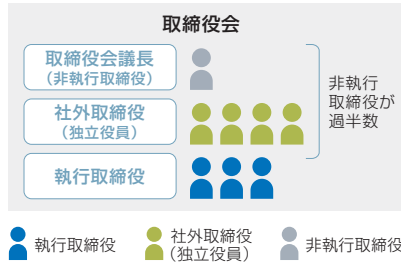 取締役会
取締役会議長
（非執行取締役）
社外取締役
（独立役員）
執行取締役
非執行
取締役が
過半数
執行取締役
社外取締役
（独立役員）
非執行取締役